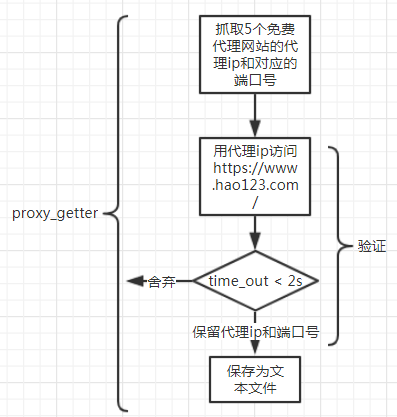 抓取5个免费
代理网站的代
理ip和对应的
端口号
用代理ip访问
https://www
.hao123.com
/
proxy_getter
验证
time_out < 2s
舍弃
保留代理ip和端口号
保存为文
本文件